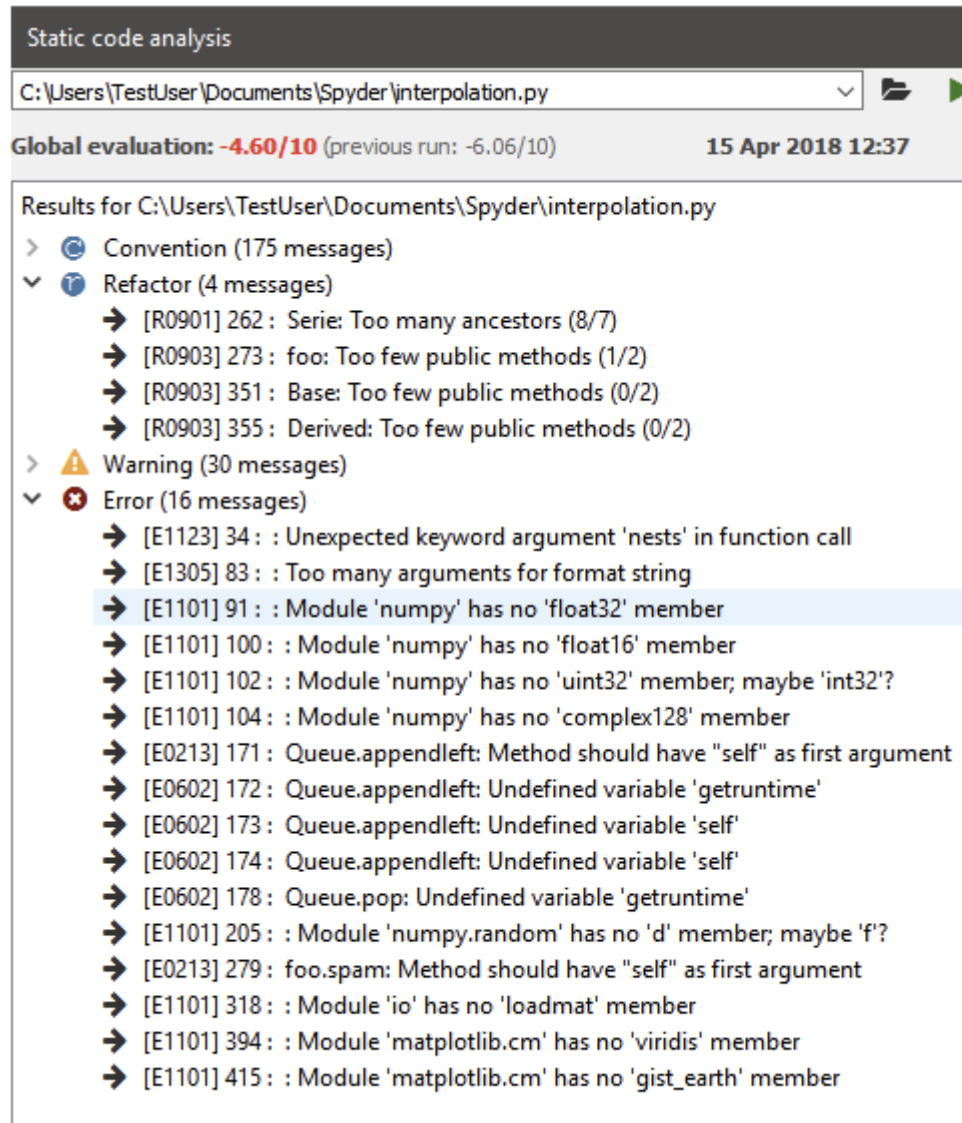 Static code analysis
C:\Users\TestUser\Documents\Spyder\interpolation.py
Global evaluation: -4.60/10 (previous run: -6.06/10) 15 Apr 2018 12:37
Results for C:\Users\TestUser\Documents\Spyder\interpolation.py
Convention (175 messages)
Refactor (4 messages)
[R0901] 262 : Serie: Too many ancestors (8/7)
[R0903] 273 : foo: Too few public methods (1/2)
[R0903] 351 : Base: Too few public methods (0/2)
[R0903] 355 : Derived: Too few public methods (0/2)
Warning (30 messages)
Error (16 messages)
[E1123] 34 : : Unexpected keyword argument 'nests' in function call
[E1305] 83 : : Too many arguments for format string
[E1101] 91 : : Module 'numpy' has no 'float32' member
[E1101] 100 : : Module 'numpy' has no 'float16' member
[E1101] 102 : : Module 'numpy' has no 'uint32' member; maybe 'int32'?
[E1101] 104 : : Module 'numpy' has no 'complex128' member
[E0213] 171 : Queue.appendleft: Method should have "self" as first argument
[E0602] 172 : Queue.appendleft: Undefined variable 'getruntime'
[E0602] 173 : Queue.appendleft: Undefined variable 'self'
[E0602] 174 : Queue.appendleft: Undefined variable 'self'
[E0602] 178 : Queue.pop: Undefined variable 'getruntime'
[E1101] 205 : : Module 'numpy.random' has no 'd' member; maybe 'f'?
[E0213] 279 : foo.spam: Method should have "self" as first argument
[E1101] 318 : : Module 'io' has no 'loadmat' member
[E1101] 394 : : Module 'matplotlib.cm' has no 'viridis' member
[E1101] 415 : : Module 'matplotlib.cm' has no 'gist_earth' member